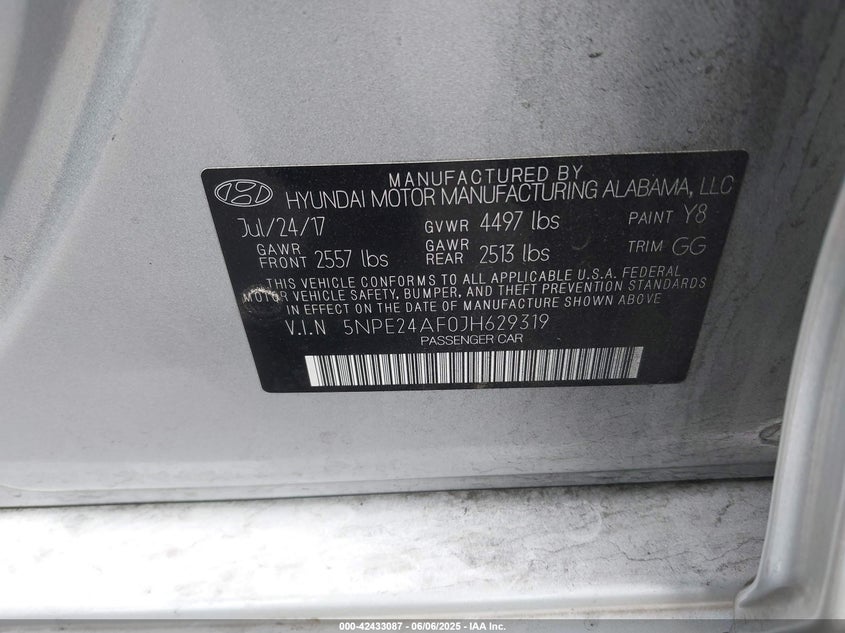 MANUFACTURED BY
HYUNDAI MOTOR MANUFACTURING ALABAMA, LLC
Jul/24/17 GVWR 4497 lbs PAINT Y8
GAWR FRONT 2557 lbs GAWR REAR 2513 lbs TRIM GG
THIS VEHICLE CONFORMS TO ALL APPLICABLE U.S.A. FEDERAL
MOTOR VEHICLE SAFETY, BUMPER, AND THEFT PREVENTION STANDARDS
IN EFFECT ON THE DATE OF MANUFACTURE SHOWN ABOVE
V.I.N 5NPE24AF0JH629319
PASSENGER CAR
000-42433087 - 06/06/2025 - IAA Inc.